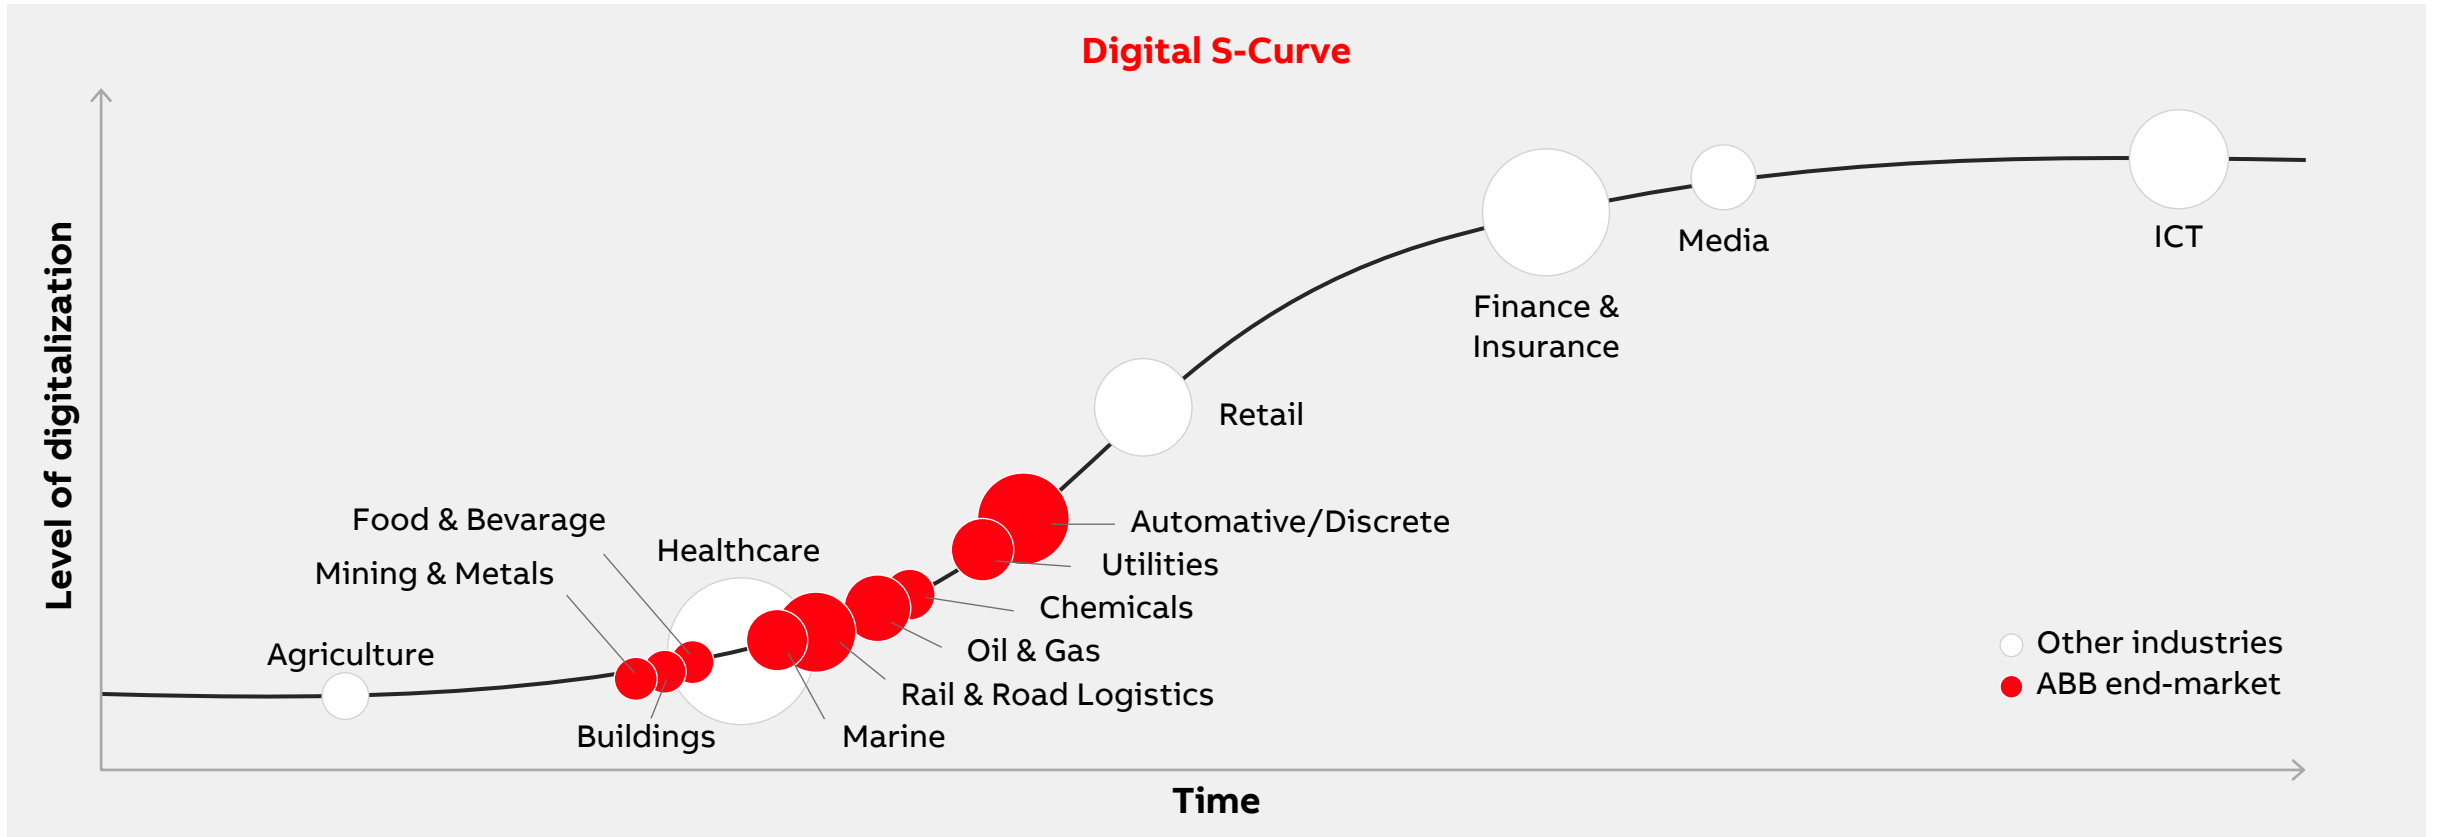 Digital S-Curve
Level of digitalization
ICT
Media
Finance &
Insurance
Retail
Food & Bevarage
Automative/Discrete
Healthcare
Utilities
Mining & Metals
Chemicals
Agriculture
Oil & Gas
Other industries
Rail & Road Logistics
ABB end-market
Buildings
Marine
Time